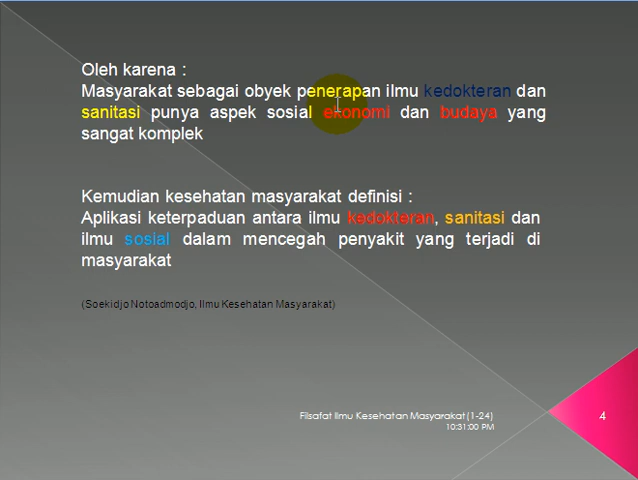 Oleh karena :
Masyarakat sebagai obyek penerapan ilmu kedokteran dan
sanitasi punya aspek sosial ekonomi dan budaya yang
sangat komplek
Kemudian kesehatan masyarakat definisi :
Aplikasi keterpaduan antara ilmu kedokteran, sanitasi dan
ilmu sosial dalam mencegah penyakit yang terjadi di
masyarakat
(Soekidjo Notoadmodjo, Ilmu Kesehatan Masyarakat)
Flisafat Ilmu Kesehatan Masyarakat (1-24)
4
10:31:00 PM